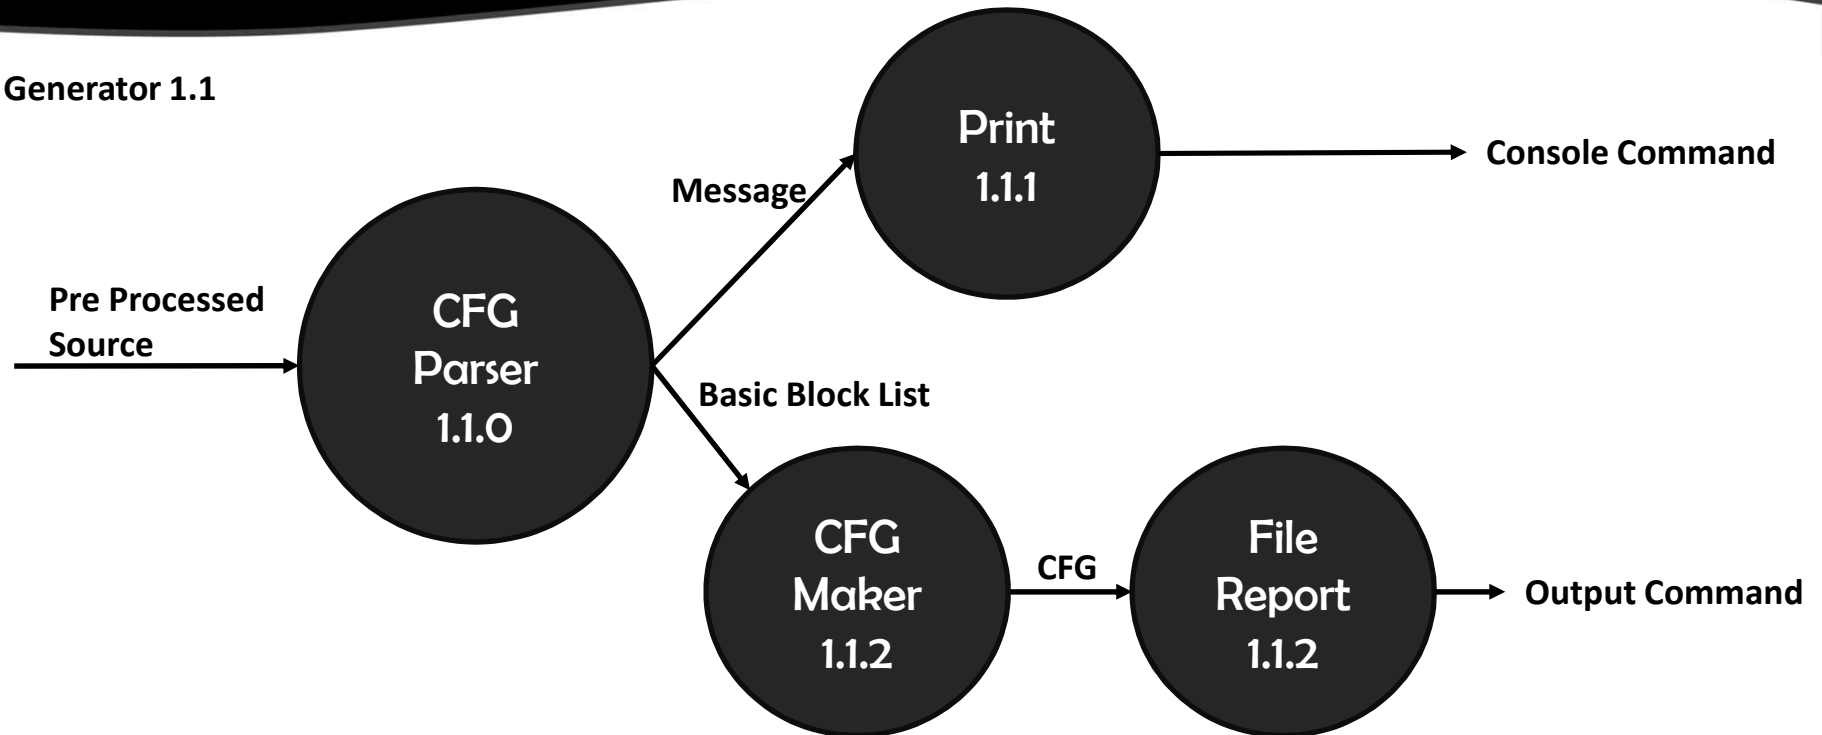 Generator 1.1
Print
1.1.1
Console Command
Message
Pre Processed
Source
CFG
Parser
1.1.0
Basic Block List
CFG
Maker
1.1.2
CFG
File
Report
1.1.2
Output Command